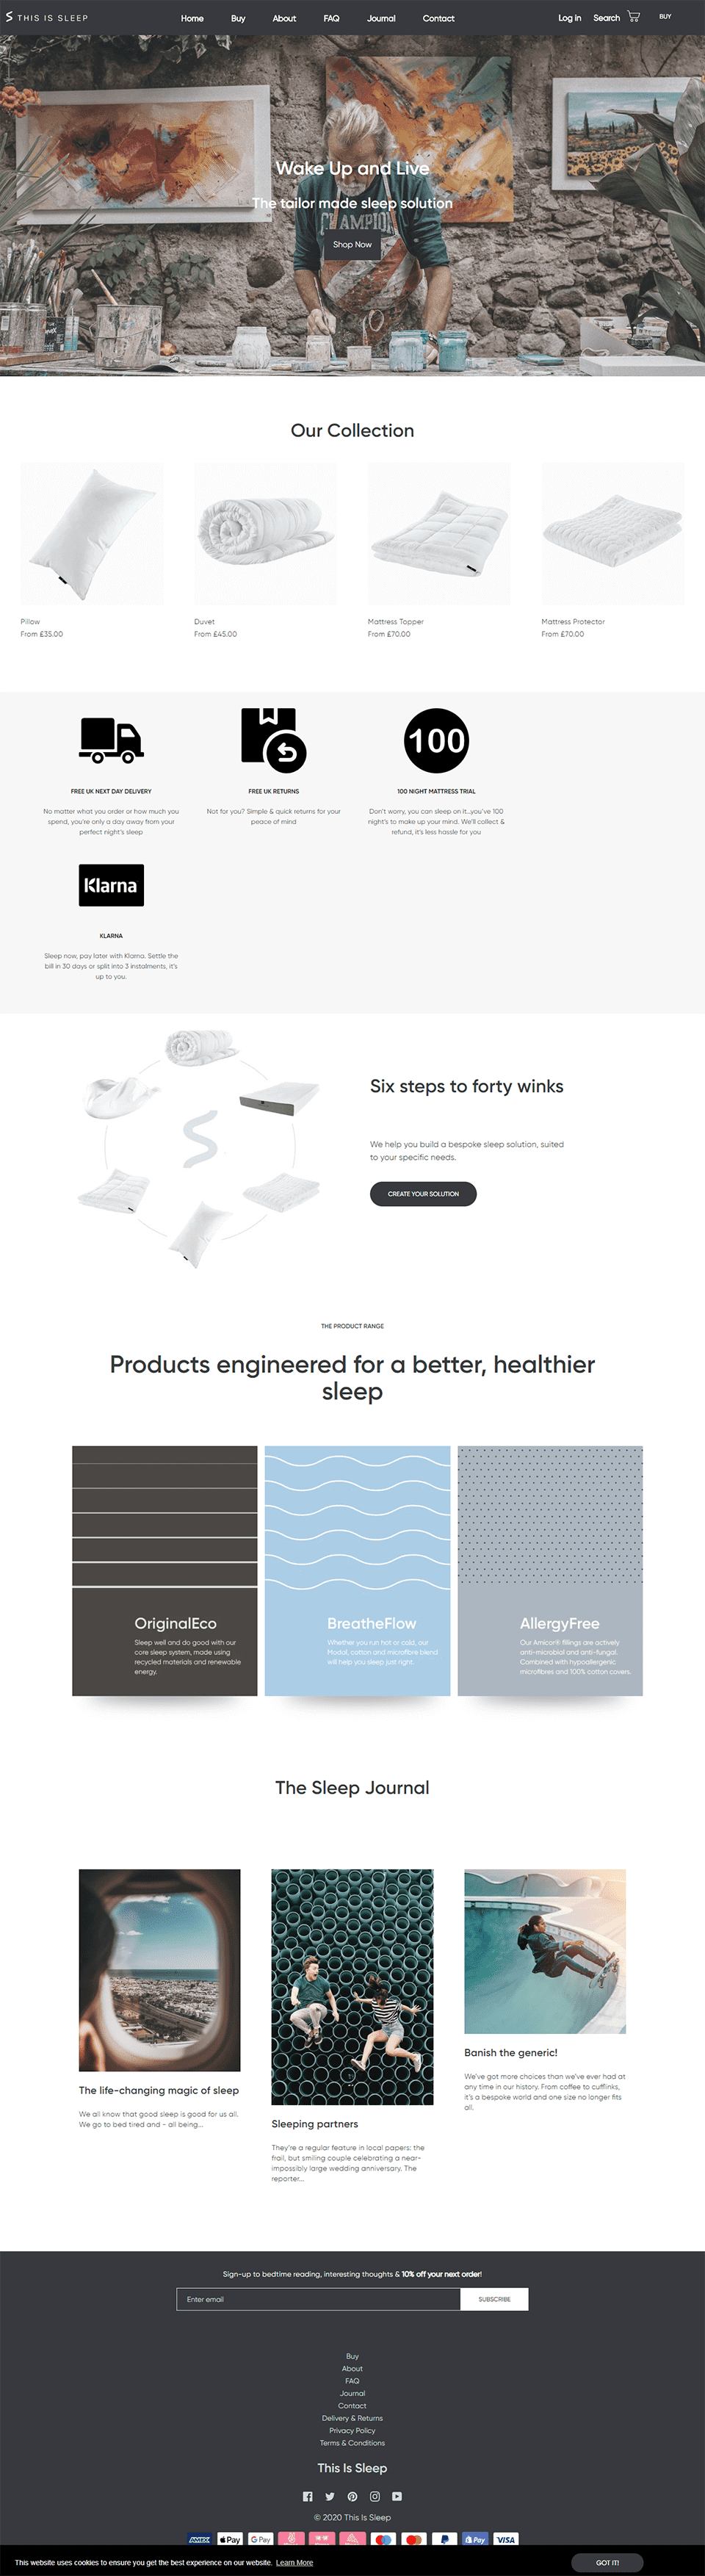 THIS IS SLEEP
Home Buy About FAQ Journal Contact
Log in Search BUY
Wake Up and Live
The tailor made sleep solution
CHAMPION
Shop Now
Our Collection
Pillow
From £35.00
Duvet
From £45.00
Mattress Topper
From £70.00
Mattress Protector
From £70.00
FREE UK NEXT DAY DELIVERY
No matter what you order or how much you
spend, you're only a day away from your
perfect night's sleep
FREE UK RETURNS
Not for you? Simple & quick returns for your
peace of mind
100
100 NIGHT MATTRESS TRIAL
Don't worry, you can sleep on it...you've 100
night's to make up your mind. We'll collect &
refund, it's less hassle for you
Klarna
KLARNA
Sleep now, pay later with Klarna. Settle the
bill in 30 days or split into 3 instalments, it's
up to you.
Six steps to forty winks
We help you build a bespoke sleep solution, suited
to your specific needs.
CREATE YOUR SOLUTION
THE PRODUCT RANGE
Products engineered for a better, healthier
sleep
OriginalEco
Sleep well and do good with our
core sleep system, made using
recycled materials and renewable
energy.
BreatheFlow
Whether you run hot or cold, our
Modal, cotton and microfibre blend
will help you sleep just right.
AllergyFree
Our Amicor® fillings are actively
anti-microbial and anti-fungal.
Combined with hypoallergenic
microfibres and 100% cotton covers.
The Sleep Journal
The life-changing magic of sleep
We all know that good sleep is good for us all.
We go to bed tired and - all being...
Sleeping partners
They're a regular feature in local papers: the
frail, but smiling couple celebrating a near-
impossibly large wedding anniversary. The
reporter...
Banish the generic!
We've got more choices than we've ever had at
any time in our history. From coffee to cufflinks,
it's a bespoke world and one size no longer fits
all.
Sign-up to bedtime reading, interesting thoughts & 10% off your next order!
Enter email SUBSCRIBE
Buy
About
FAQ
Journal
Contact
Delivery & Returns
Privacy Policy
Terms & Conditions
This Is Sleep
© 2020 This Is Sleep
AMEX Pay G Pay Pay VISA
This website uses cookies to ensure you get the best experience on our website. Learn More
GOT IT!